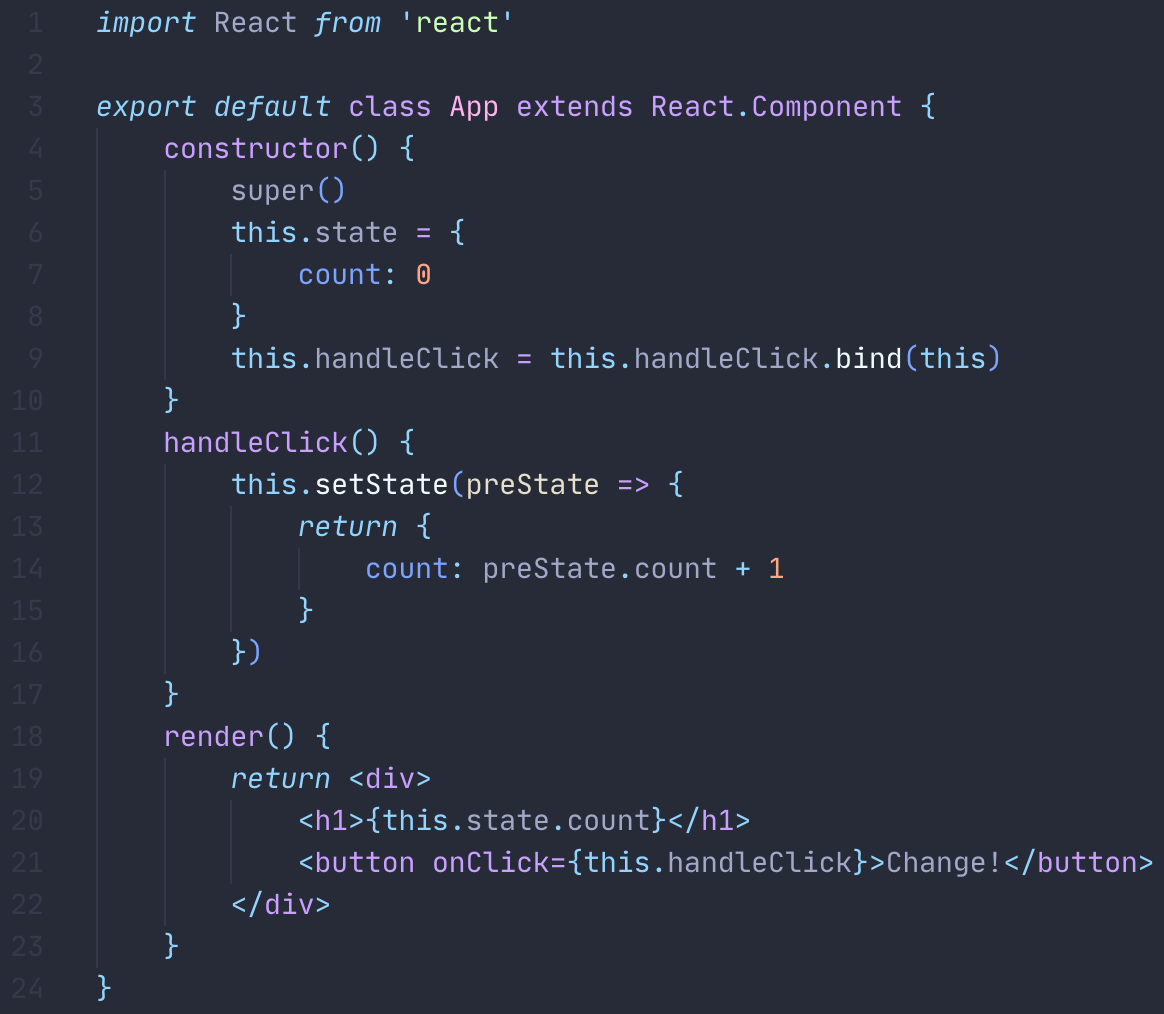 1 import React from 'react'
2
3 export default class App extends React.Component {
4     constructor() {
5         super()
6         this.state = {
7             count: 0
8         }
9         this.handleClick = this.handleClick.bind(this)
10     }
11     handleClick() {
12         this.setState(preState => {
13             return {
14                 count: preState.count + 1
15             }
16         })
17     }
18     render() {
19         return <div>
20             <h1>{this.state.count}</h1>
21             <button onClick={this.handleClick}>Change!</button>
22         </div>
23     }
24 }